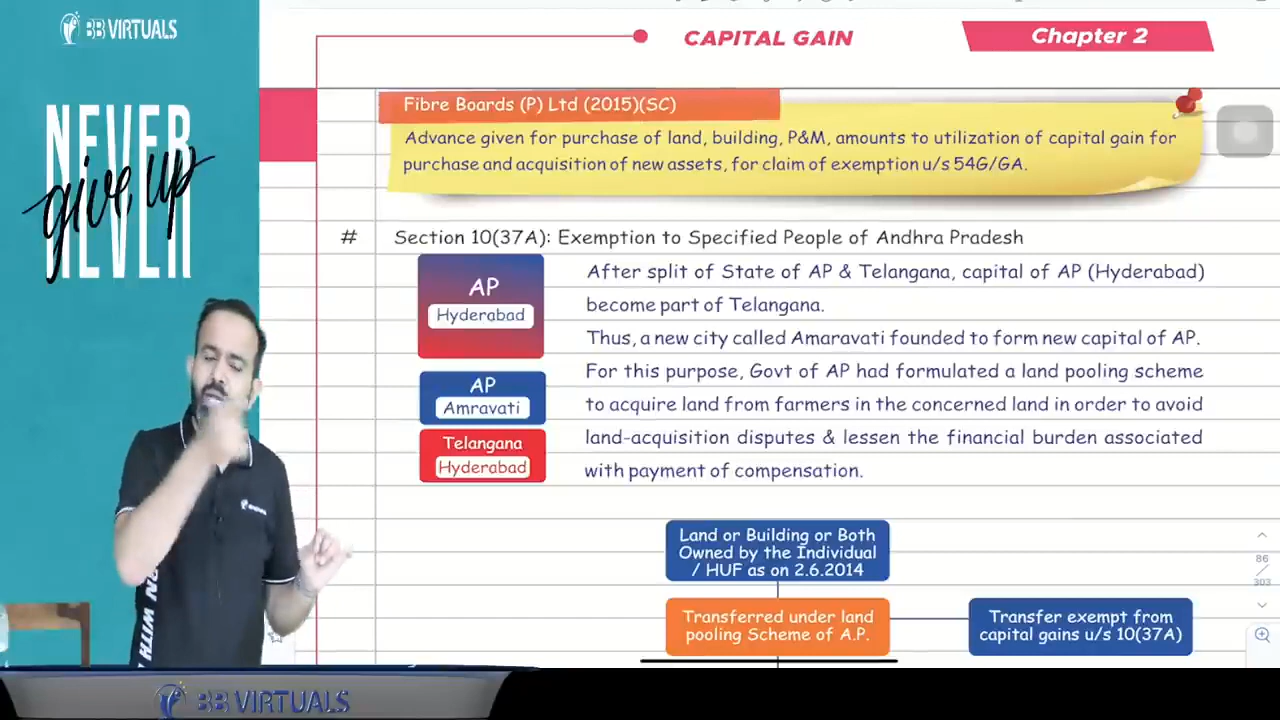 BB VIRTUALS
CAPITAL GAIN
Chapter 2
NEVER
give up
NEVER
Fibre Boards (P) Ltd (2015)(SC)
Advance given for purchase of land, building, P&M, amounts to utilization of capital gain for
purchase and acquisition of new assets, for claim of exemption u/s 54G/GA.
# Section 10(37A): Exemption to Specified People of Andhra Pradesh
AP
Hyderabad
After split of State of AP & Telangana, capital of AP (Hyderabad)
become part of Telangana.
Thus, a new city called Amaravati founded to form new capital of AP.
AP
Amravati
For this purpose, Govt of AP had formulated a land pooling scheme
to acquire land from farmers in the concerned land in order to avoid
Telangana
Hyderabad
land-acquisition disputes & lessen the financial burden associated
with payment of compensation.
Land or Building or Both
Owned by the Individual
/ HUF as on 2.6.2014
86
303
Transferred under land
pooling Scheme of A.P.
Transfer exempt from
capital gains u/s 10(37A)
ON WITH
BB VIRTUALS